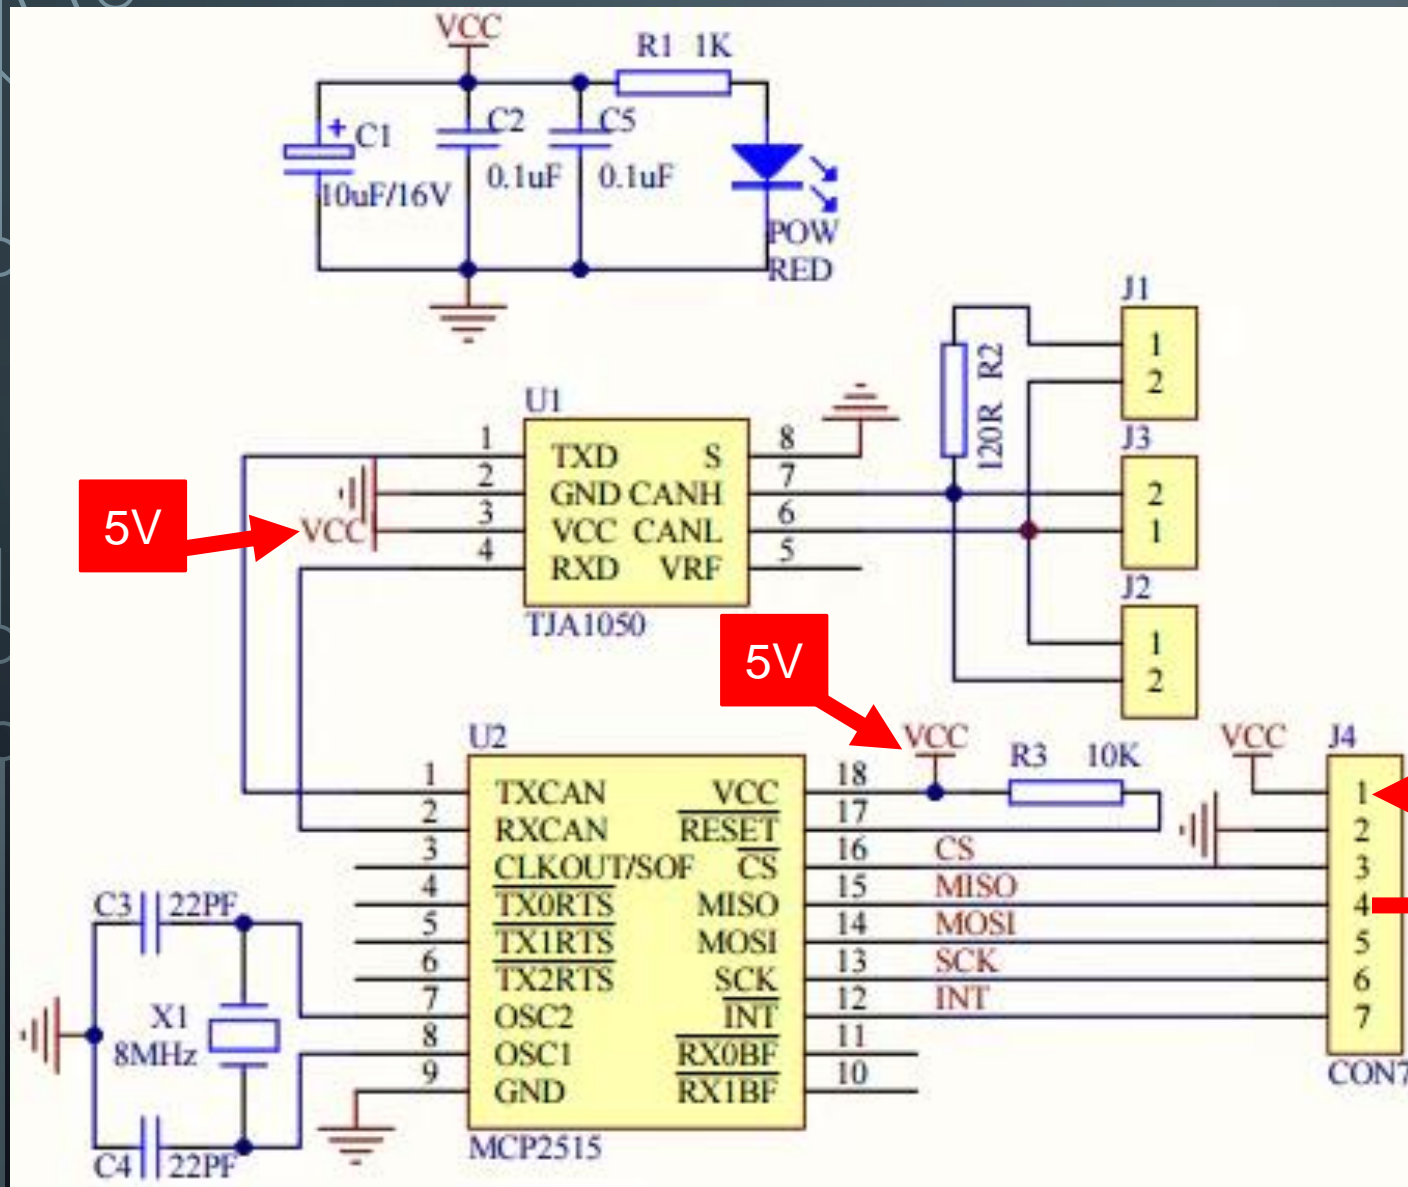 VCC
R1 1K
+ C1
10uF/16V
C2
0.1uF
C5
0.1uF
POW
RED
J1
1
2
R2
120R
J3
2
1
J2
1
2
U1
1 TXD S 8
2 GND CANH 7
3 VCC CANL 6
4 RXD VRF 5
TJA1050
5V
VCC
5V
VCC
R3 10K
VCC
J4
U2
1 TXCAN VCC 18
2 RXCAN RESET 17
3 CLKOUT/SOF CS 16
4 TX0RTS MISO 15
5 TX1RTS MOSI 14
6 TX2RTS SCK 13
7 OSC2 INT 12
8 OSC1 RX0BF 11
9 GND RX1BF 10
MCP2515
CS
MISO
MOSI
SCK
INT
1
2
3
4
5
6
7
CON7
C3 22PF
X1
8MHz
C4 22PF